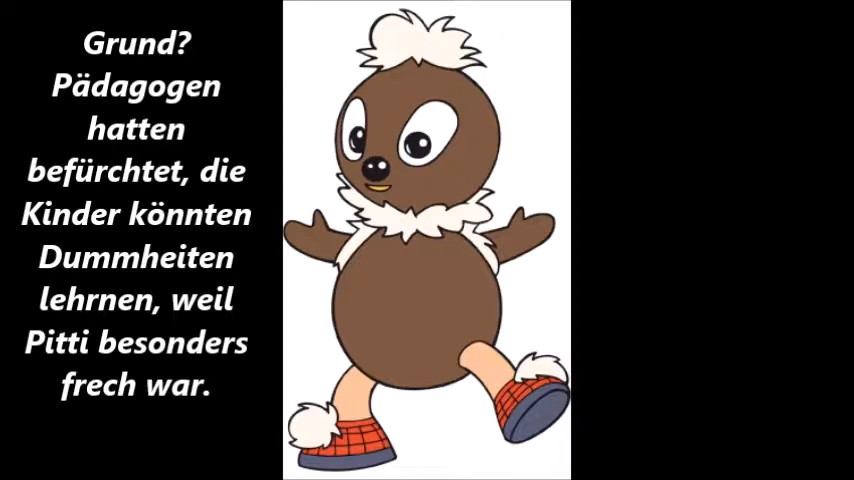 Grund?
Pädagogen
hatten
befürchtet, die
Kinder könnten
Dummheiten
lehrnen, weil
Pitti besonders
frech war.